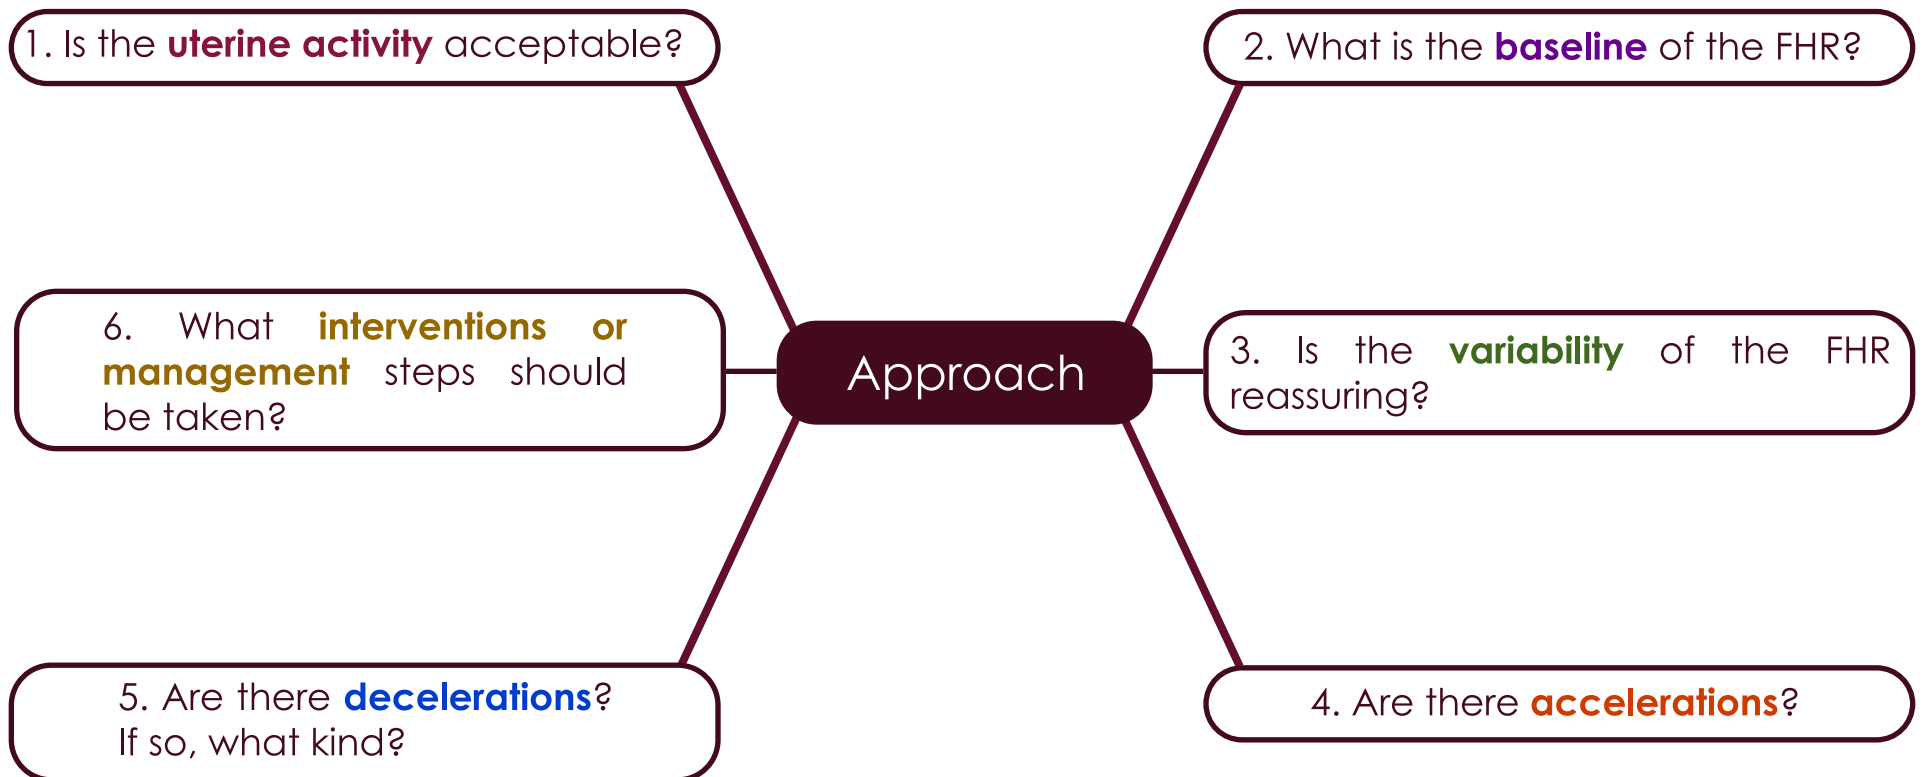 1. Is the uterine activity acceptable?
2. What is the baseline of the FHR?
3. Is the variability of the FHR
reassuring?
4. Are there accelerations?
5. Are there decelerations?
If so, what kind?
6. What interventions or
management steps should
be taken?
Approach